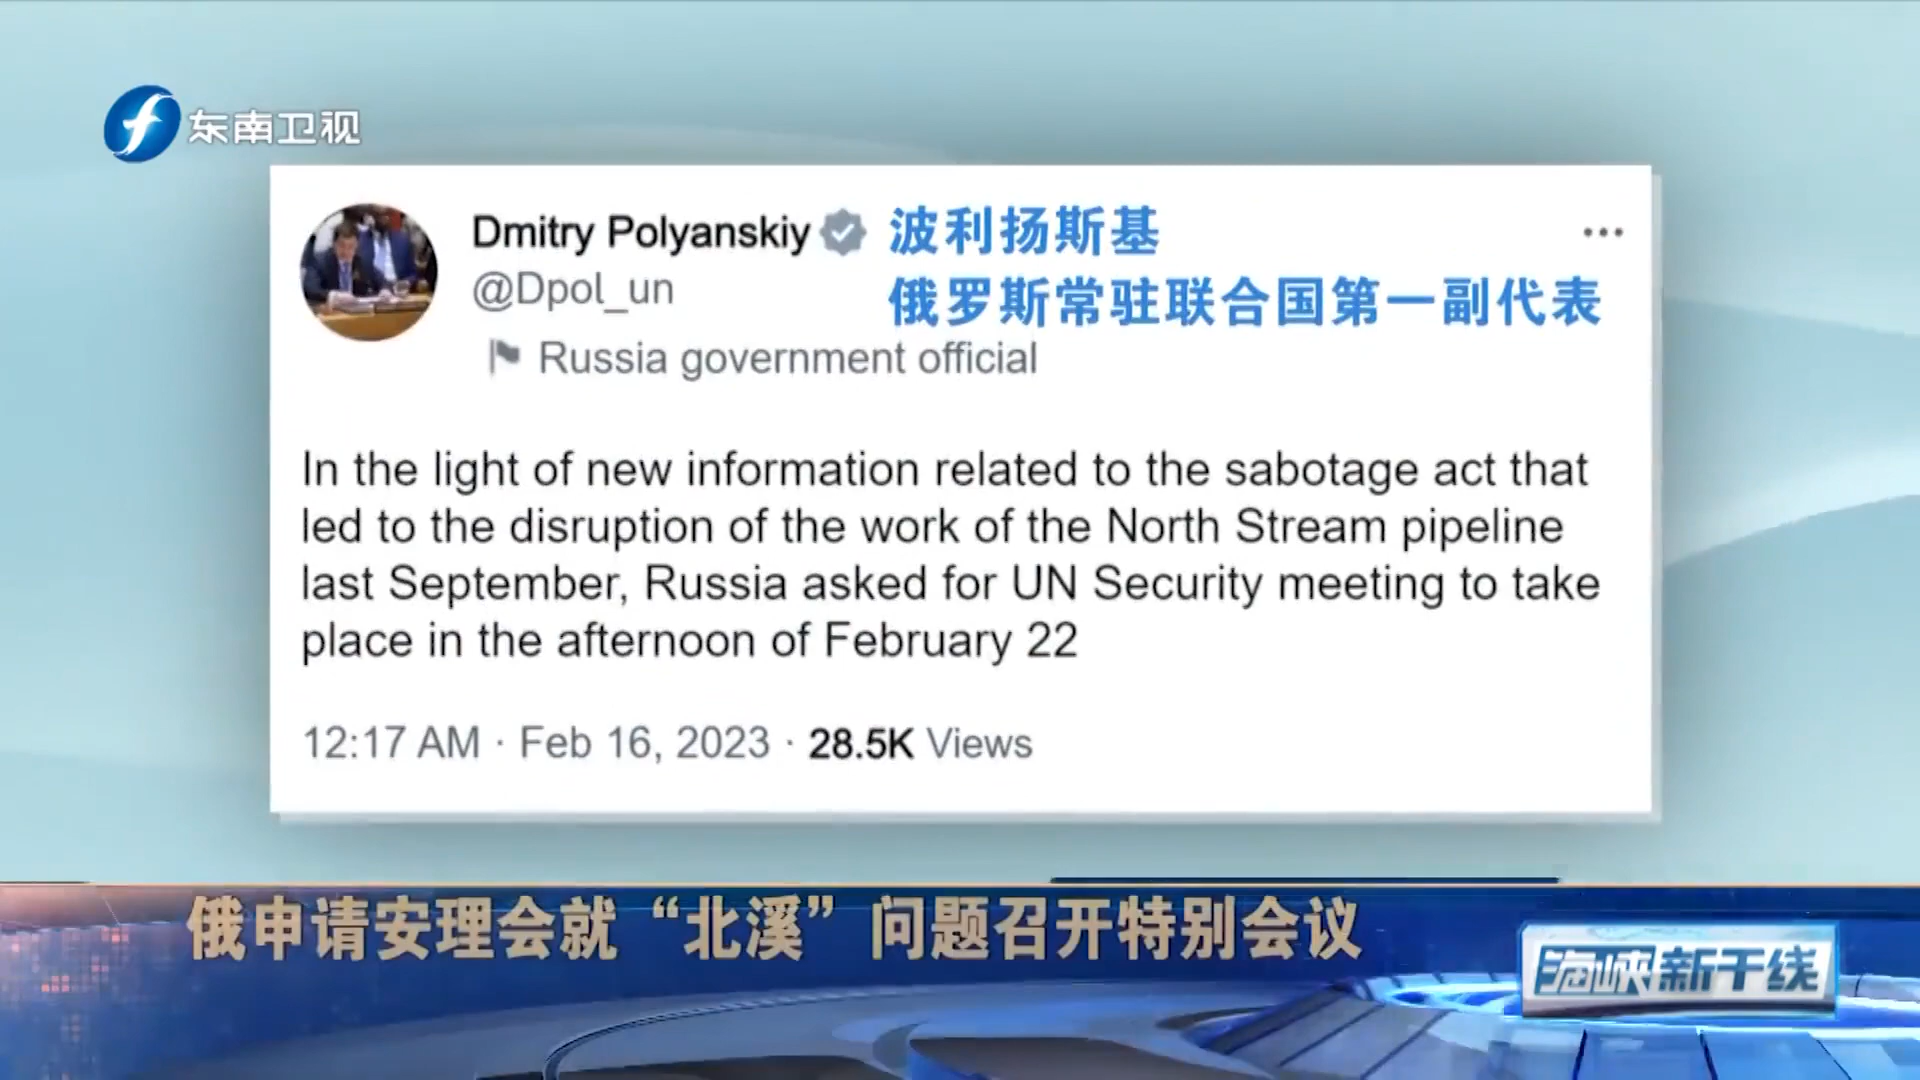 东南卫视
Dmitry Polyanskiy 波利扬斯基
@Dpol_un 俄罗斯常驻联合国第一副代表
Russia government official
In the light of new information related to the sabotage act that
led to the disruption of the work of the North Stream pipeline
last September, Russia asked for UN Security meeting to take
place in the afternoon of February 22
12:17 AM · Feb 16, 2023 · 28.5K Views
俄申请安理会就“北溪”问题召开特别会议
海峡新干线